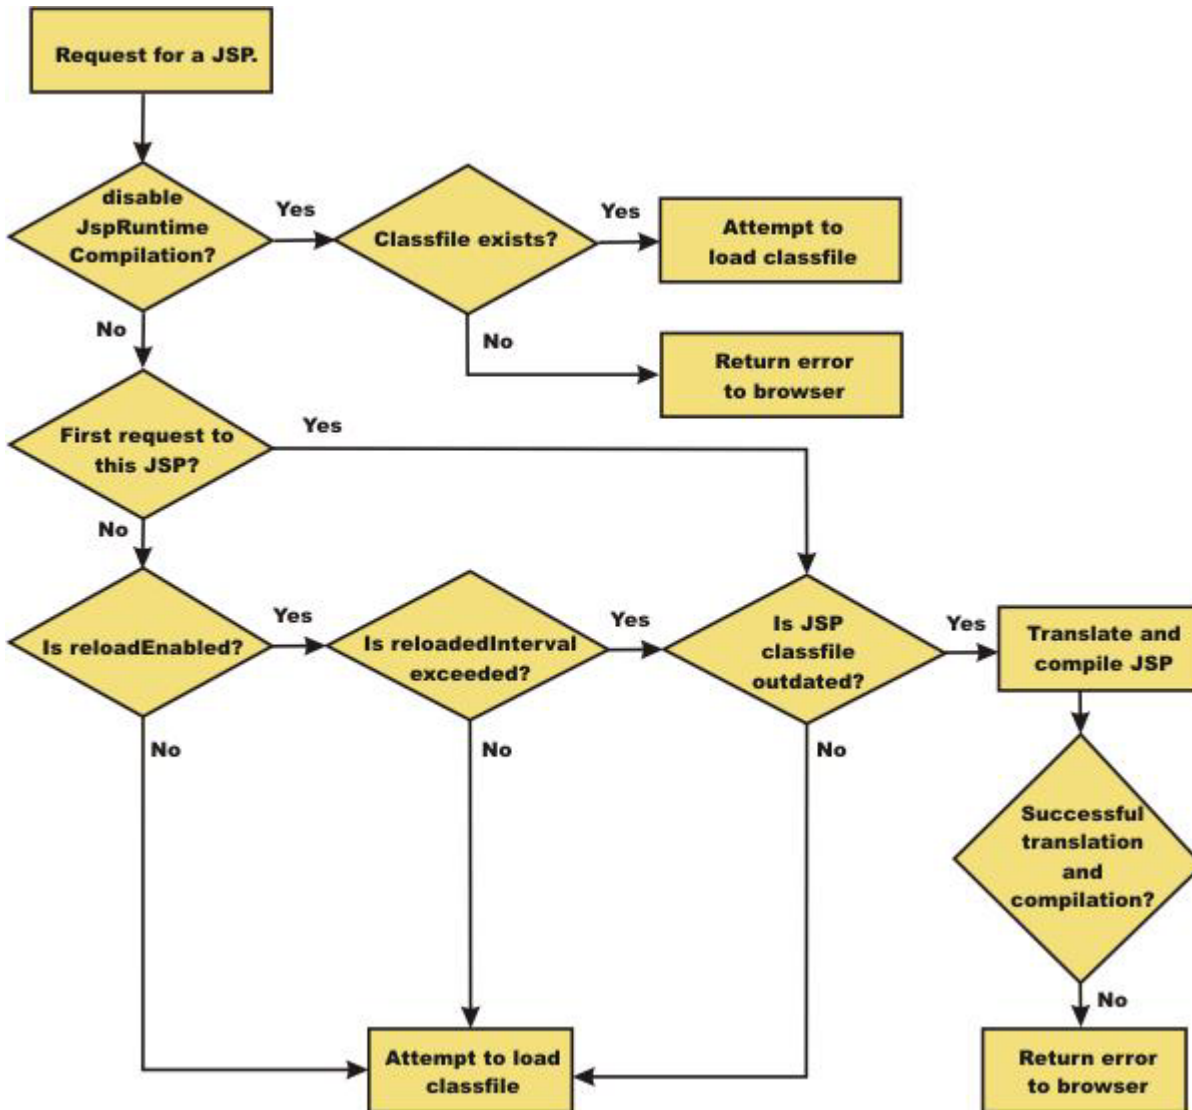 Request for a JSP.
disable
JspRuntime
Compilation?
Yes
Classfile exists?
Yes
Attempt to
load classfile
No
No
Return error
to browser
First request to
this JSP?
Yes
No
Is reloadEnabled?
Yes
Is reloadedInterval
exceeded?
Yes
Is JSP
classfile
outdated?
Yes
Translate and
compile JSP
No
No
No
Successful
translation
and
compilation?
No
Attempt to load
classfile
Return error
to browser